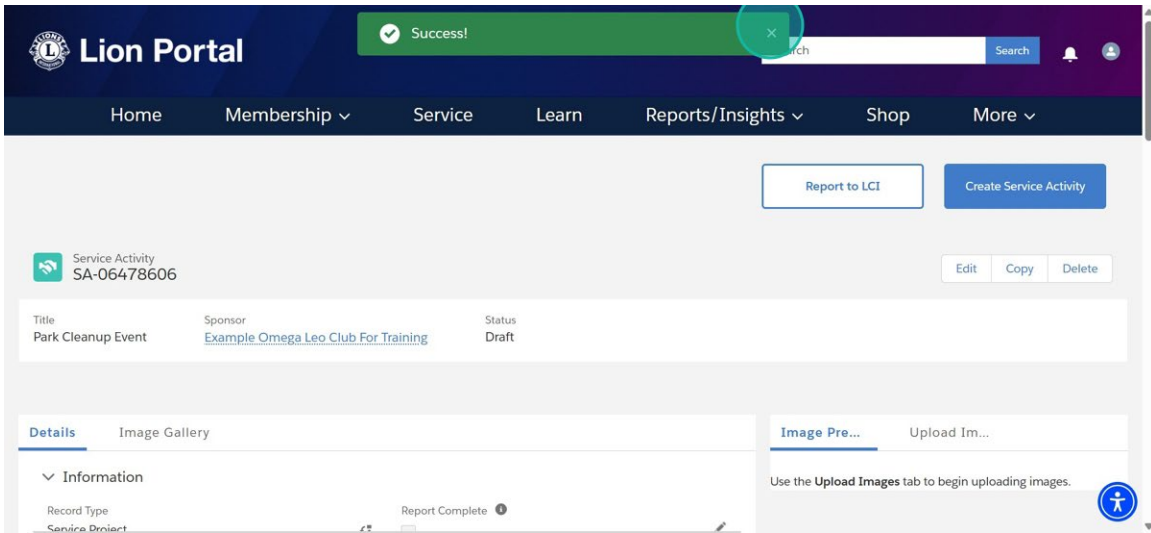 Success!
Lion Portal
Search
Home Membership Service Learn Reports/Insights Shop More
Report to LCI Create Service Activity
Service Activity
SA-06478606
Edit Copy Delete
Title Sponsor Status
Park Cleanup Event Example Omega Leo Club For Training Draft
Details Image Gallery Image Pre... Upload Im...
Information
Use the Upload Images tab to begin uploading images.
Record Type Report Complete
Service Project